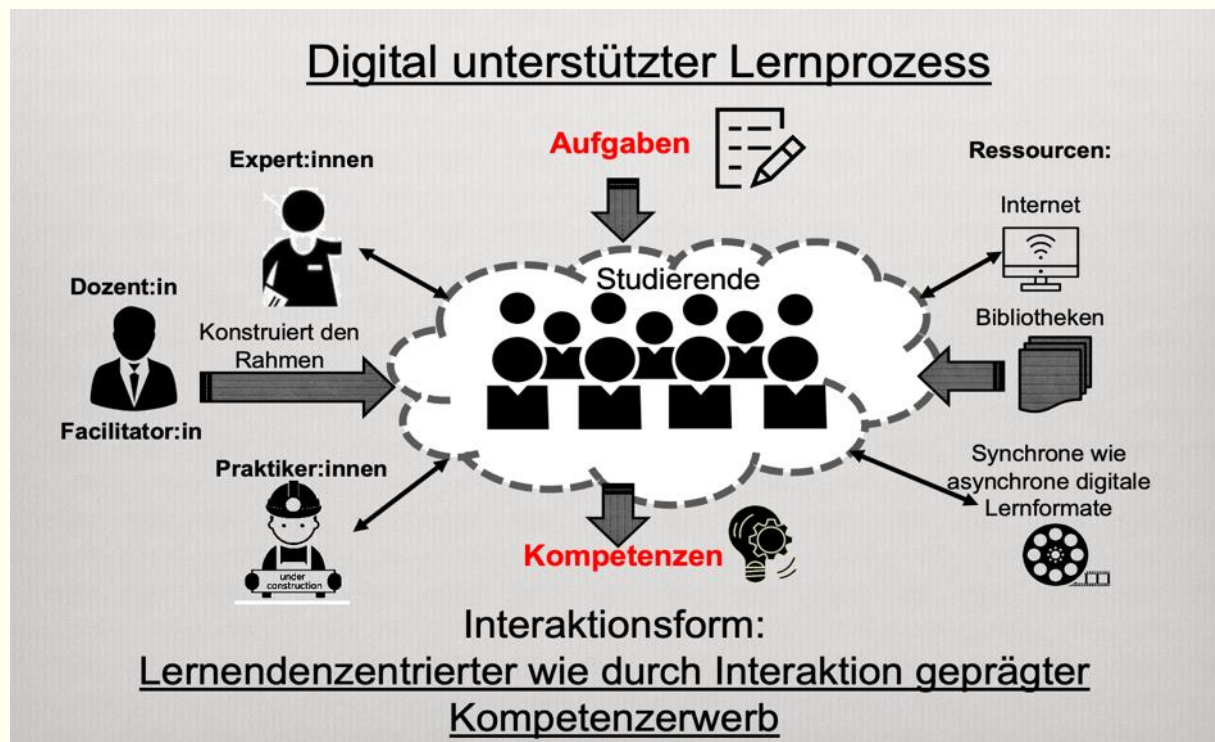 Digital unterstützter Lernprozess
Aufgaben
Expert:innen
Ressourcen:
Internet
Studierende
Dozent:in
Konstruiert den
Rahmen
Bibliotheken
Facilitator:in
Praktiker:innen
under
construction
Synchrone wie
asynchrone digitale
Lernformate
Kompetenzen
Interaktionsform:
Lernendenzentrierter wie durch Interaktion geprägter
Kompetenzerwerb